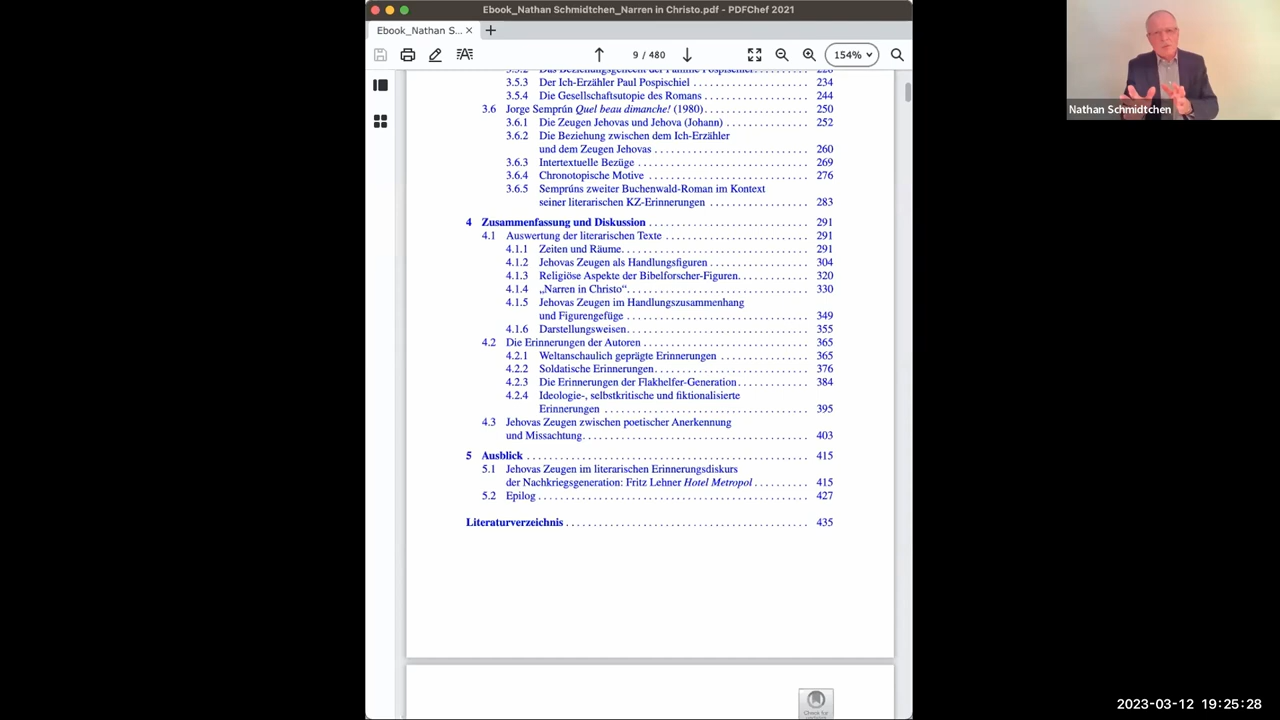 Ebook_Nathan Schmidtchen_Narren in Christo.pdf - PDFChef 2021
Ebook_Nathan S... × +
9 / 480
154%
3.5.2 Das Beziehungsgeflecht der Familie Pospischiel 228
3.5.3 Der Ich-Erzähler Paul Pospischiel 234
3.5.4 Die Gesellschaftsutopie des Romans 244
3.6 Jorge Semprún Quel beau dimanche! (1980) 250
3.6.1 Die Zeugen Jehovas und Jehova (Johann) 252
3.6.2 Die Beziehung zwischen dem Ich-Erzähler
und dem Zeugen Jehovas 260
3.6.3 Intertextuelle Bezüge 269
3.6.4 Chronotopische Motive 276
3.6.5 Semprúns zweiter Buchenwald-Roman im Kontext
seiner literarischen KZ-Erinnerungen 283
4 Zusammenfassung und Diskussion 291
4.1 Auswertung der literarischen Texte 291
4.1.1 Zeiten und Räume 291
4.1.2 Jehovas Zeugen als Handlungsfiguren 304
4.1.3 Religiöse Aspekte der Bibelforscher-Figuren 320
4.1.4 „Narren in Christo“ 330
4.1.5 Jehovas Zeugen im Handlungszusammenhang
und Figurengefüge 349
4.1.6 Darstellungsweisen 355
4.2 Die Erinnerungen der Autoren 365
4.2.1 Weltanschaulich geprägte Erinnerungen 365
4.2.2 Soldatische Erinnerungen 376
4.2.3 Die Erinnerungen der Flakhelfer-Generation 384
4.2.4 Ideologie-, selbstkritische und fiktionalisierte
Erinnerungen 395
4.3 Jehovas Zeugen zwischen poetischer Anerkennung
und Missachtung 403
5 Ausblick 415
5.1 Jehovas Zeugen im literarischen Erinnerungsdiskurs
der Nachkriegsgeneration: Fritz Lehner Hotel Metropol 415
5.2 Epilog 427
Literaturverzeichnis 435
Nathan Schmidtchen
2023-03-12 19:25:28